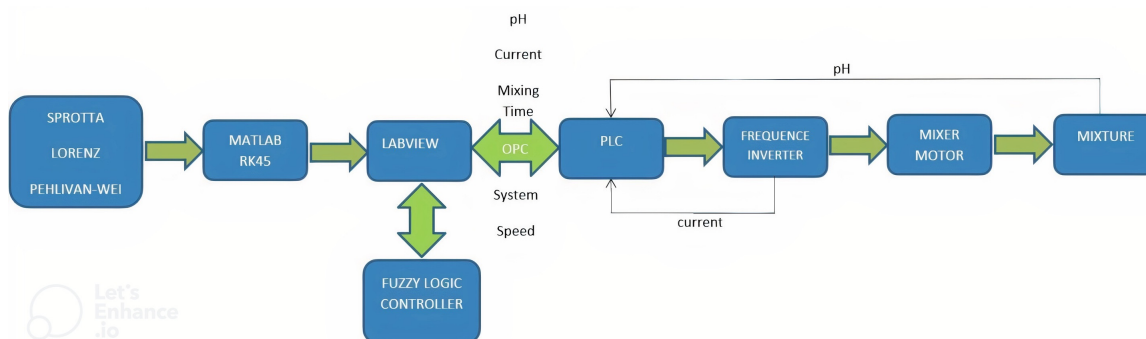 pH
Current
Mixing
Time
pH
SPROTTA
LORENZ
PEHLIVAN-WEI
MATLAB
RK45
LABVIEW
OPC
PLC
FREQUENCE
INVERTER
MIXER
MOTOR
MIXTURE
System
Speed
current
FUZZY LOGIC
CONTROLLER
Let's
Enhance
.io